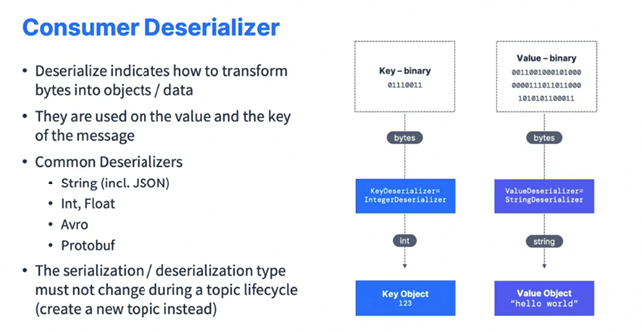 Consumer Deserializer
• Deserialize indicates how to transform
bytes into objects / data
• They are used on the value and the key
of the message
• Common Deserializers
• String (incl. JSON)
• Int, Float
• Avro
• Protobuf
• The serialization / deserialization type
must not change during a topic lifecycle
(create a new topic instead)
Key – binary
01110011
bytes
KeyDeserializer=
IntegerDeserializer
int
Key Object
123
Value – binary
0011001000101000
0000111011011000
1010101100011
bytes
ValueDeserializer=
StringDeserializer
string
Value Object
"hello world"